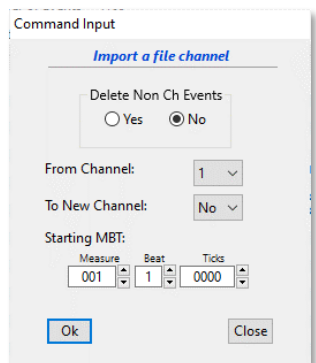 Command Input
Import a file channel
Delete Non Ch Events
Yes No
From Channel: 1
To New Channel: No
Starting MBT:
Measure Beat Ticks
001 1 0000
Ok Close